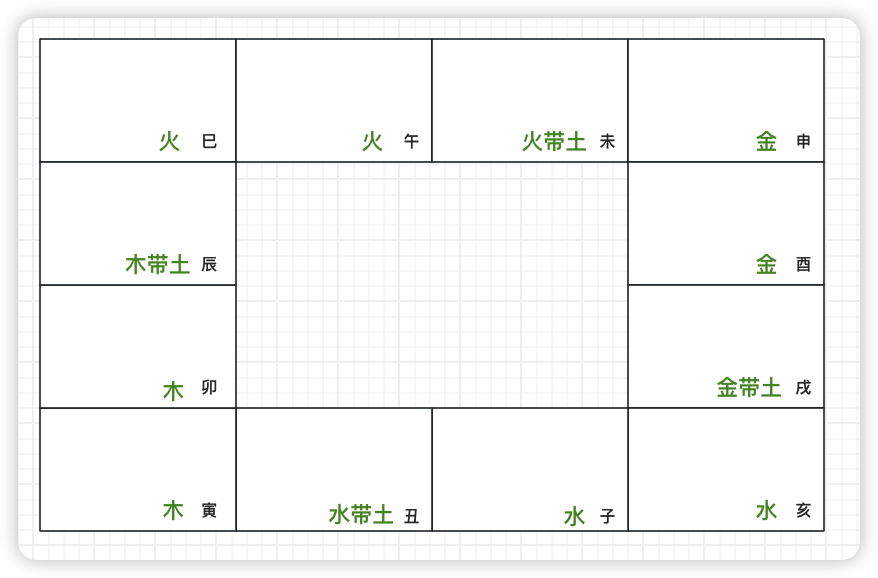 火 巳
火 午
火带土 未
金 申
木带土 辰
金 酉
木 卯
金带土 戌
木 寅
水带土 丑
水 子
水 亥